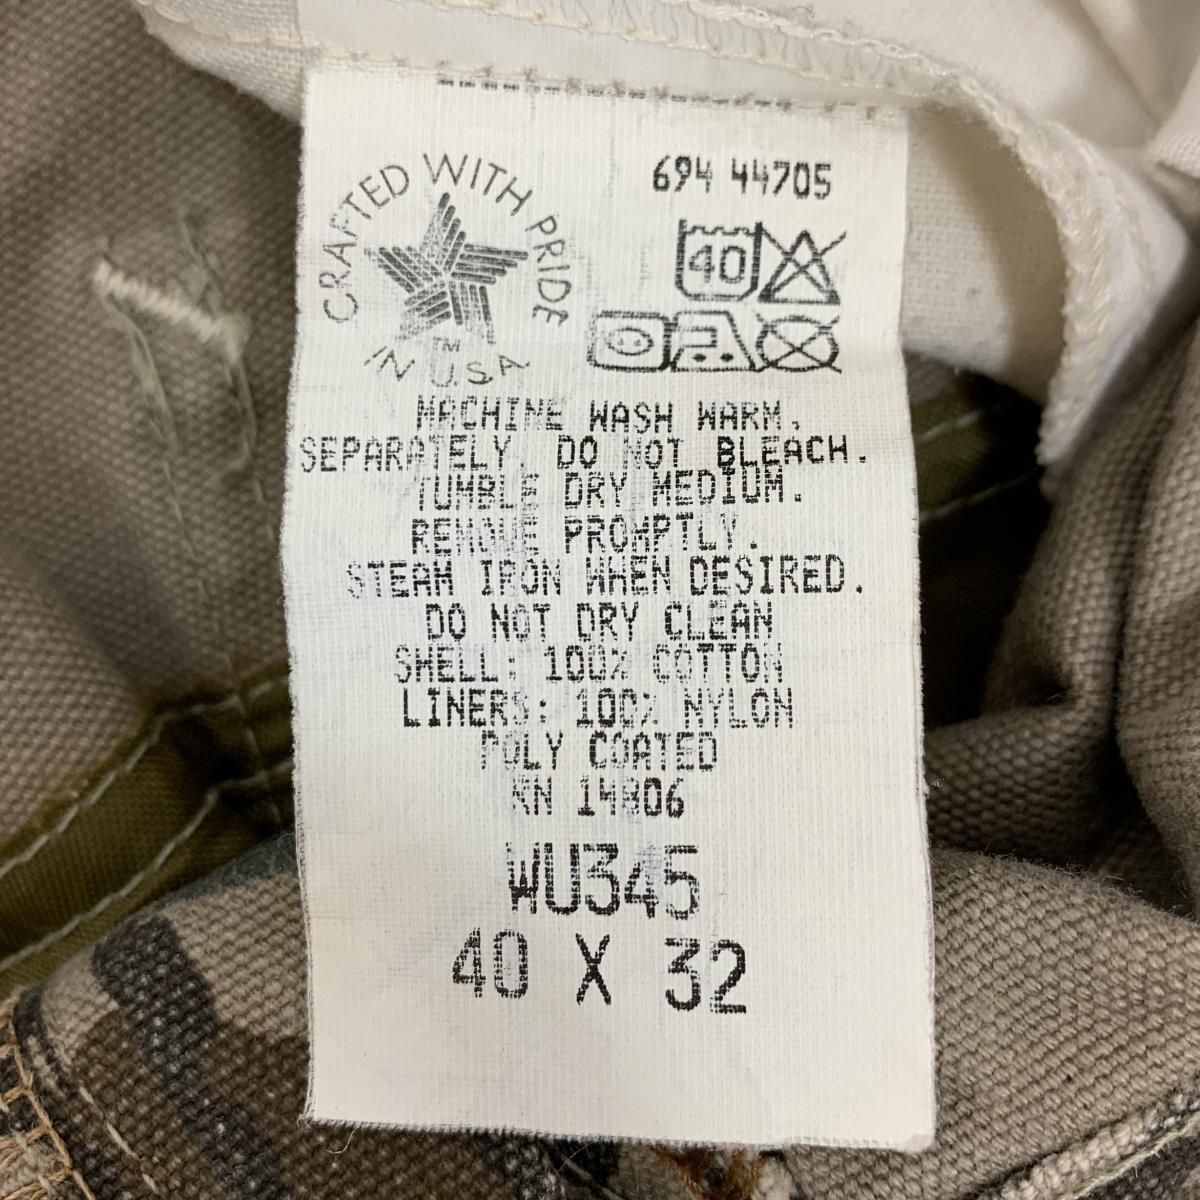 CRAFTED WITH PRIDE
TM
IN U.S.A.
694 44705
40
MACHINE WASH WARM.
SEPARATELY. DO NOT BLEACH.
TUMBLE DRY MEDIUM.
REMOVE PROMPTLY.
STEAM IRON WHEN DESIRED.
DO NOT DRY CLEAN
SHELL: 100% COTTON
LINERS: 100% NYLON
POLY COATED
RN 14806
WU345
40 X 32